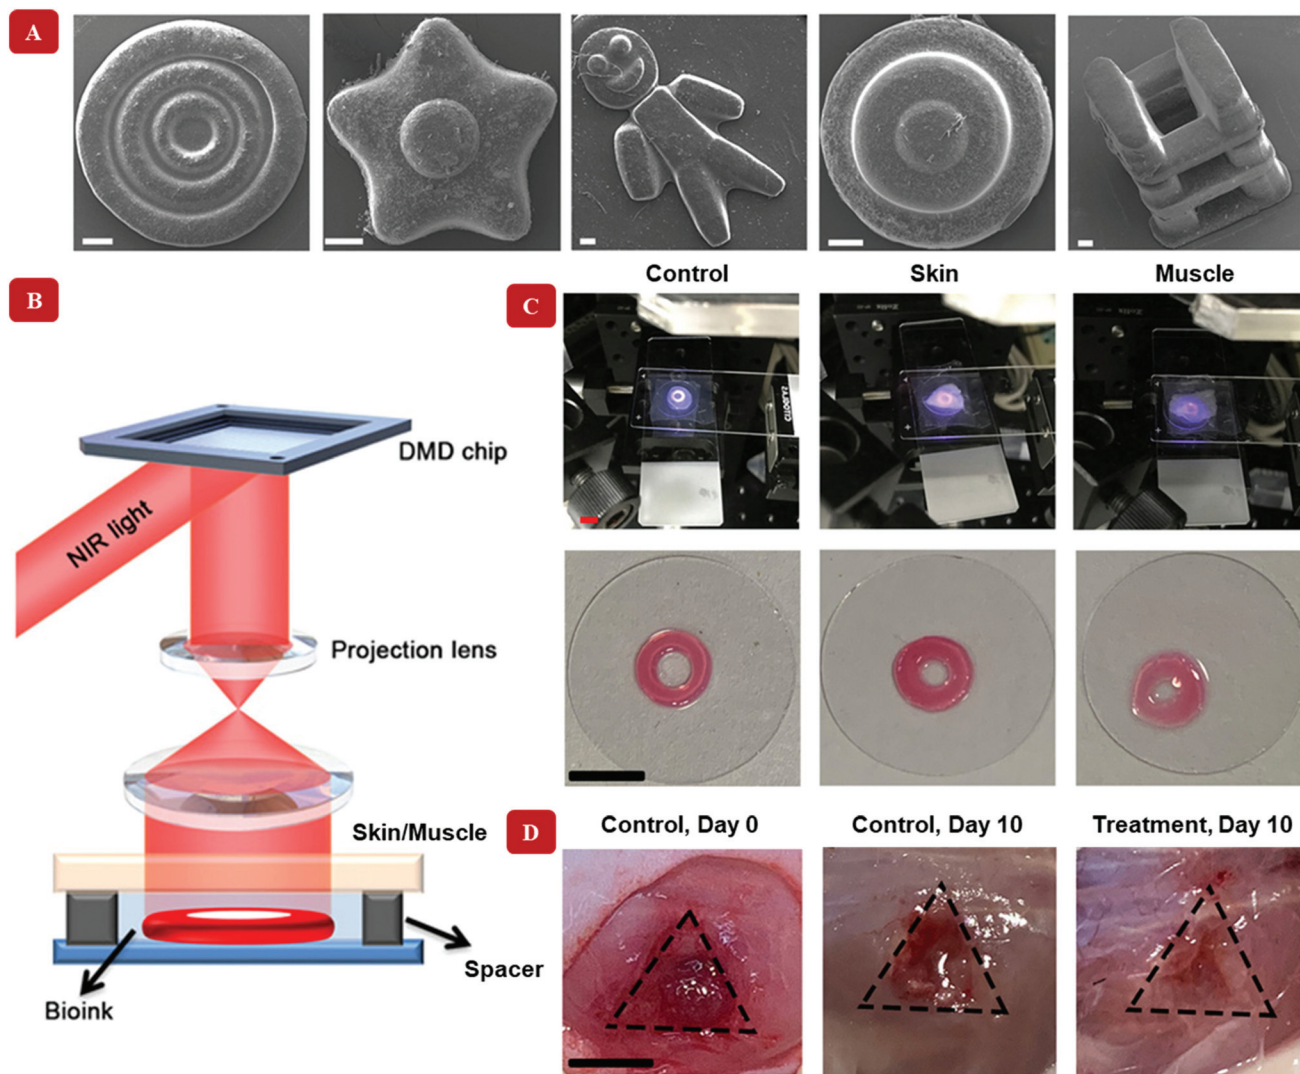 A
B
DMD chip
NIR light
Projection lens
Skin/Muscle
Spacer
Bioink
C
Control
Skin
Muscle
D
Control, Day 0
Control, Day 10
Treatment, Day 10